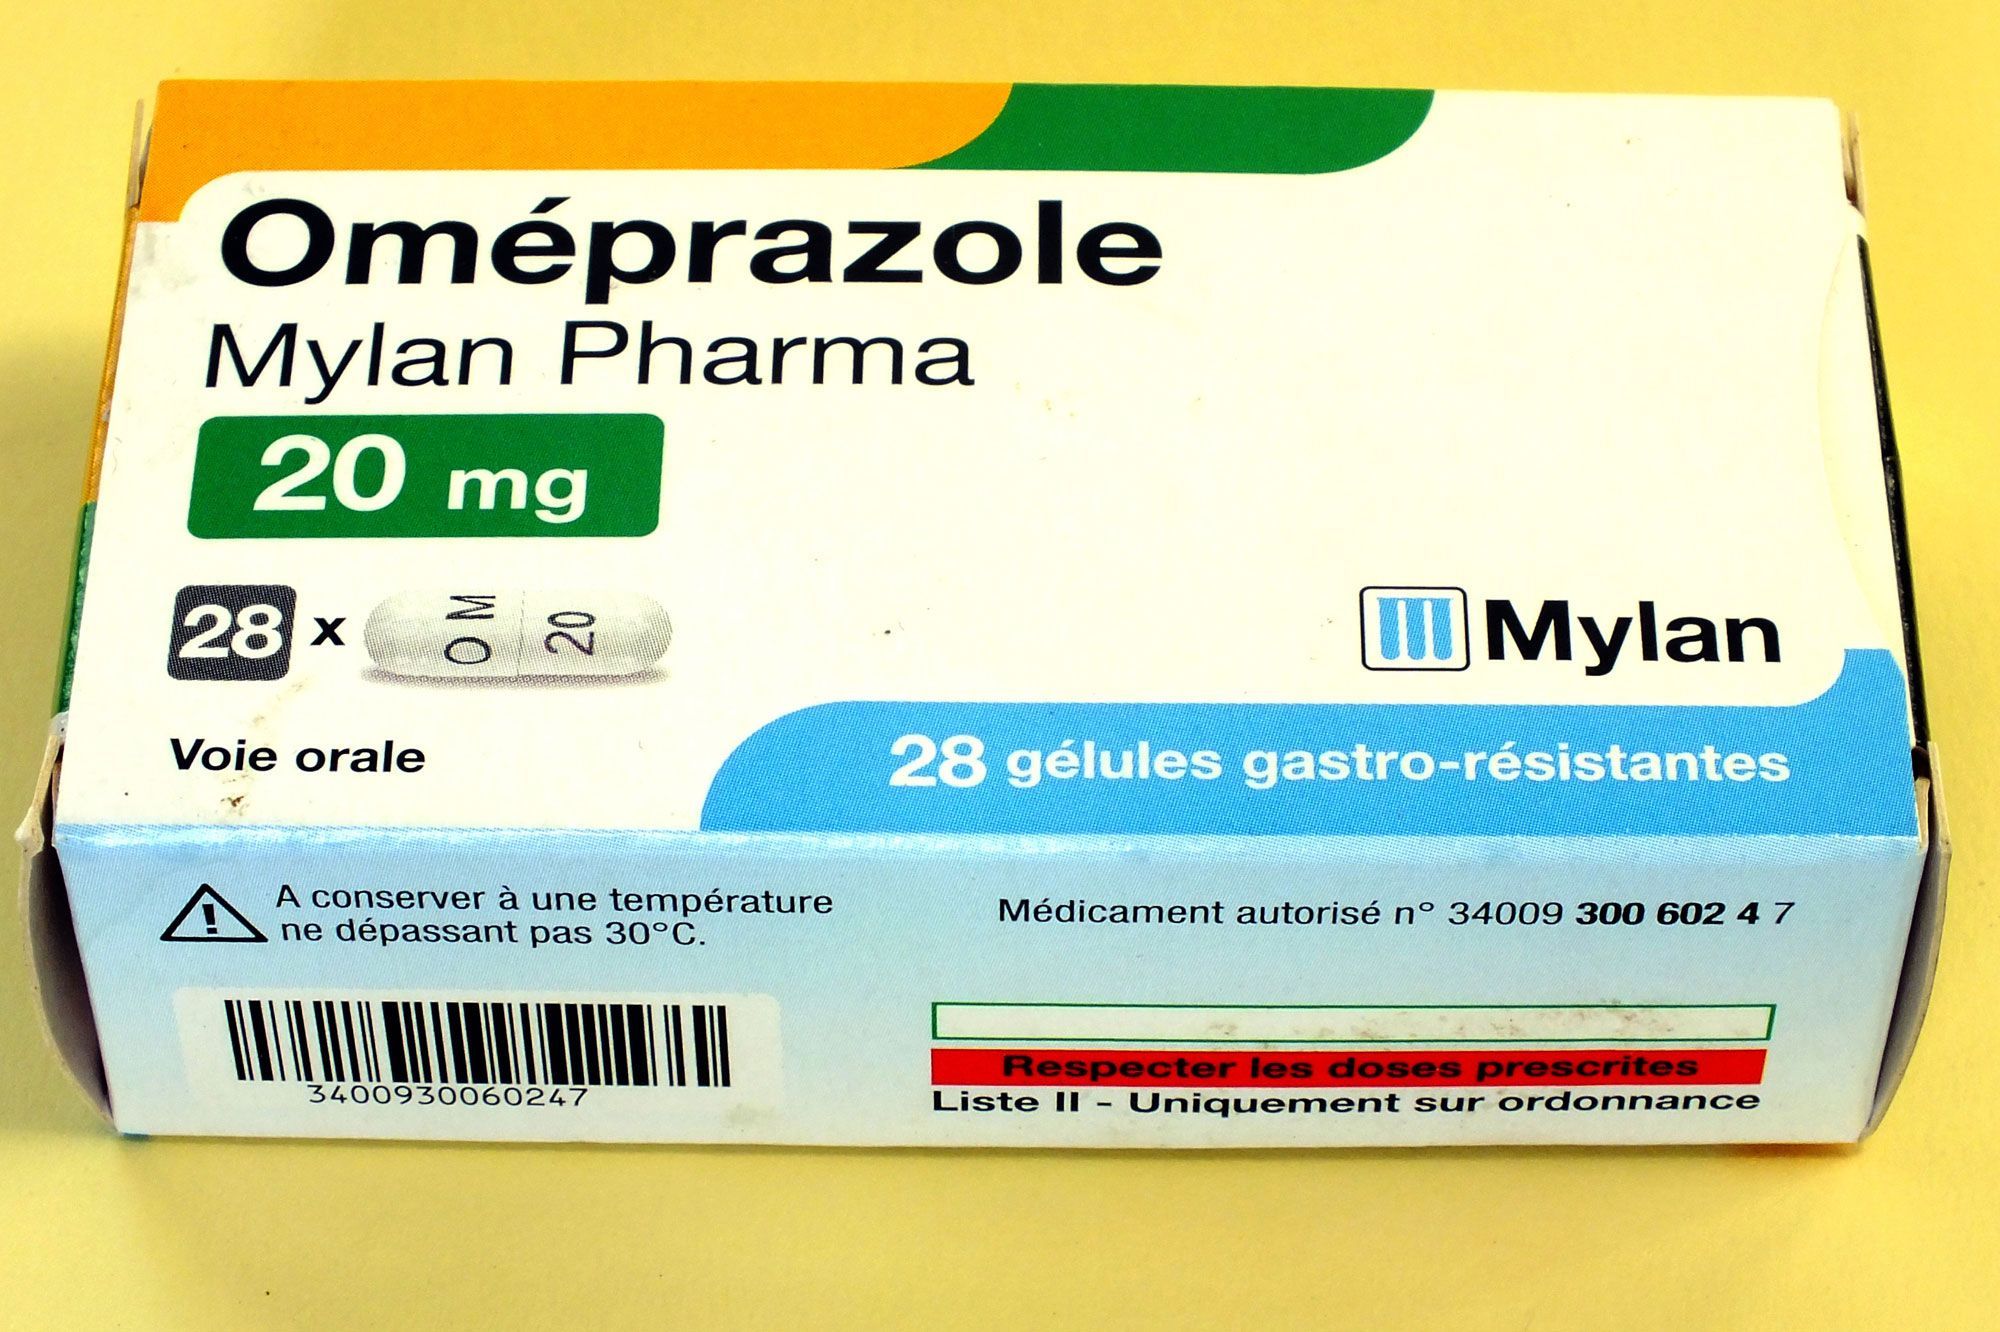 Oméprazole
Mylan Pharma
20 mg
28 x OM 20
Mylan
Voie orale
28 gélules gastro-résistantes
A conserver à une température
ne dépassant pas 30°C.
Médicament autorisé n° 34009 300 602 4 7
3400930060247
Respecter les doses prescrites
Liste II - Uniquement sur ordonnance